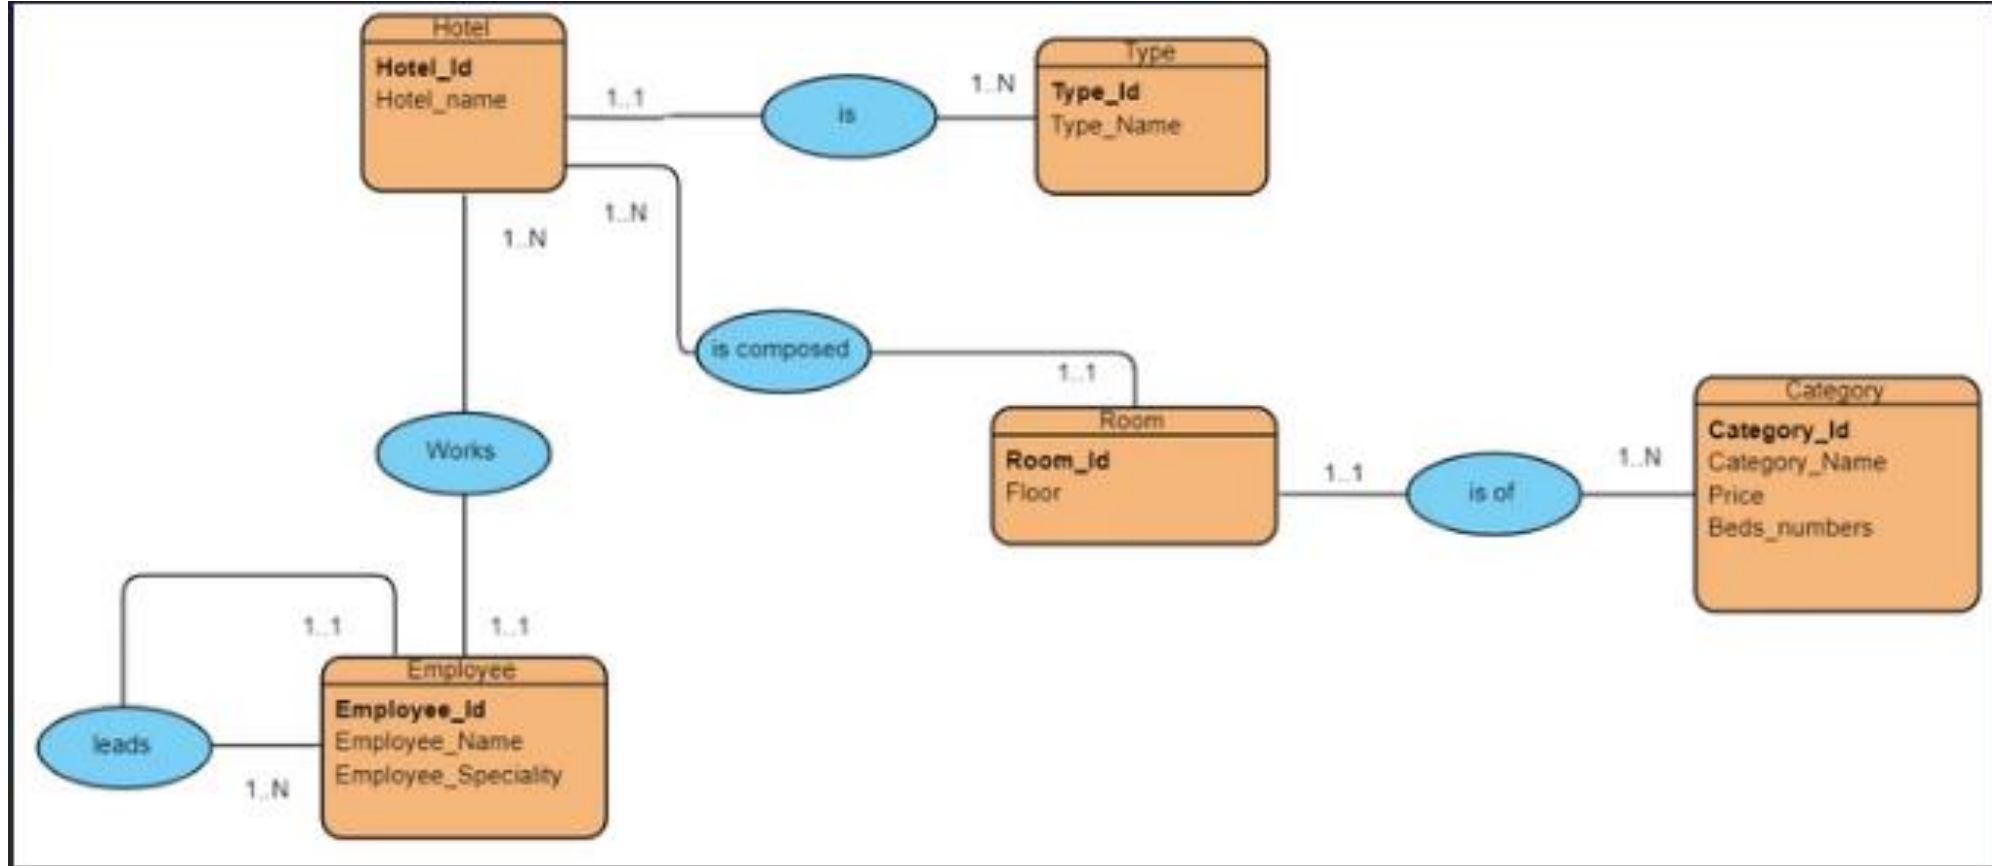 Hotel
Hotel_Id
Hotel_name
1..1
is
1..N
Type
Type_Id
Type_Name
1..N
1..N
is composed
1..1
Works
Room
Room_Id
Floor
1..1
is of
1..N
Category
Category_Id
Category_Name
Price
Beds_numbers
1..1
1..1
Employee
Employee_Id
Employee_Name
Employee_Speciality
leads
1..N